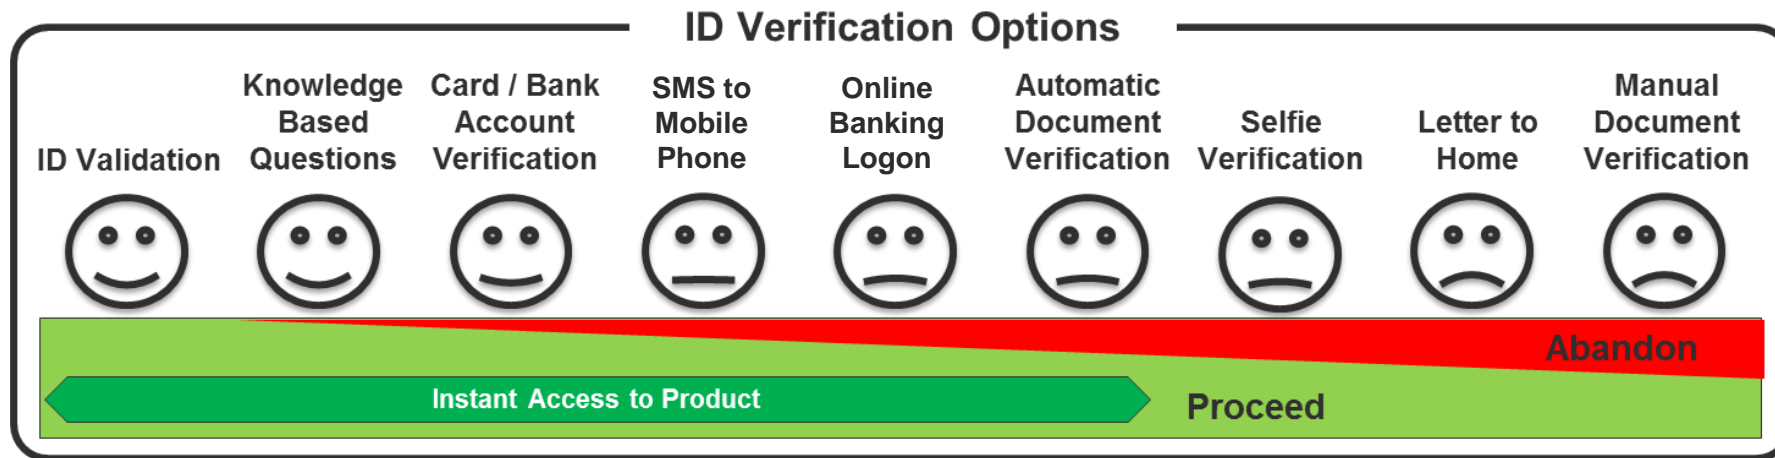 ID Verification Options
ID Validation
Knowledge
Based
Questions
Card / Bank
Account
Verification
SMS to
Mobile
Phone
Online
Banking
Logon
Automatic
Document
Verification
Selfie
Verification
Letter to
Home
Manual
Document
Verification
Abandon
Instant Access to Product
Proceed